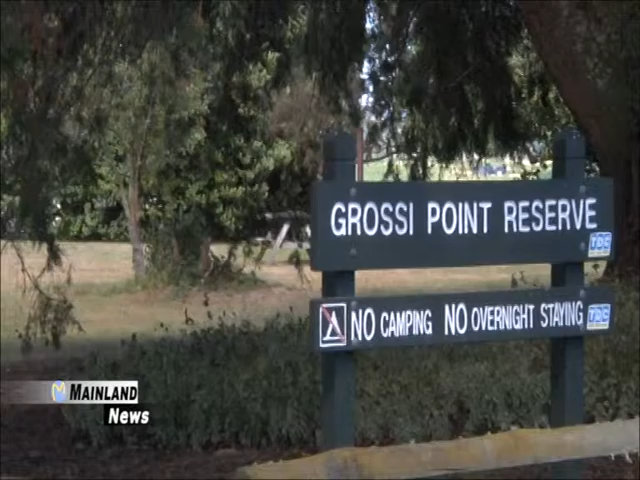 GROSSI POINT RESERVE
TDC
NO CAMPING NO OVERNIGHT STAYING
TDC
MAINLAND
News